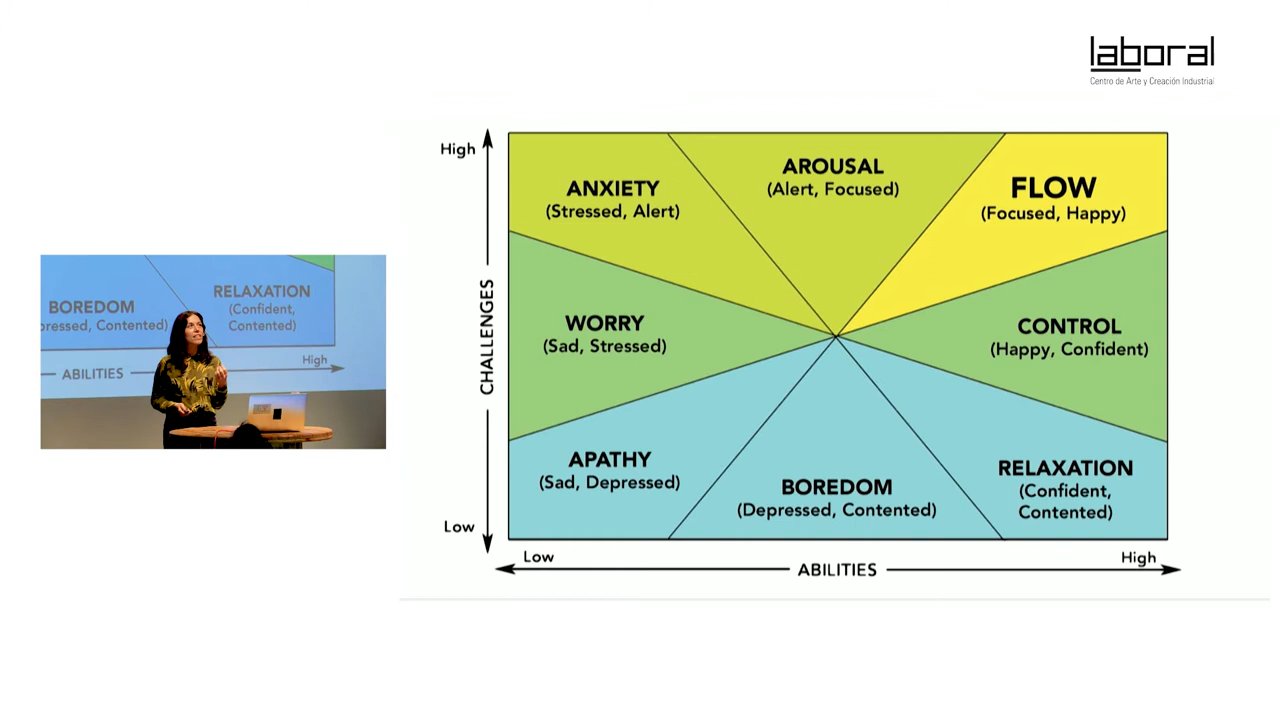 laboral
Centro de Arte y Creación Industrial
High
ANXIETY
(Stressed, Alert)
AROUSAL
(Alert, Focused)
FLOW
(Focused, Happy)
CHALLENGES
WORRY
(Sad, Stressed)
CONTROL
(Happy, Confident)
APATHY
(Sad, Depressed)
BOREDOM
(Depressed, Contented)
RELAXATION
(Confident,
Contented)
Low
Low
High
ABILITIES
BOREDOM
pressed, Contented)
RELAXATION
(Confident,
Contented)
High
ABILITIES